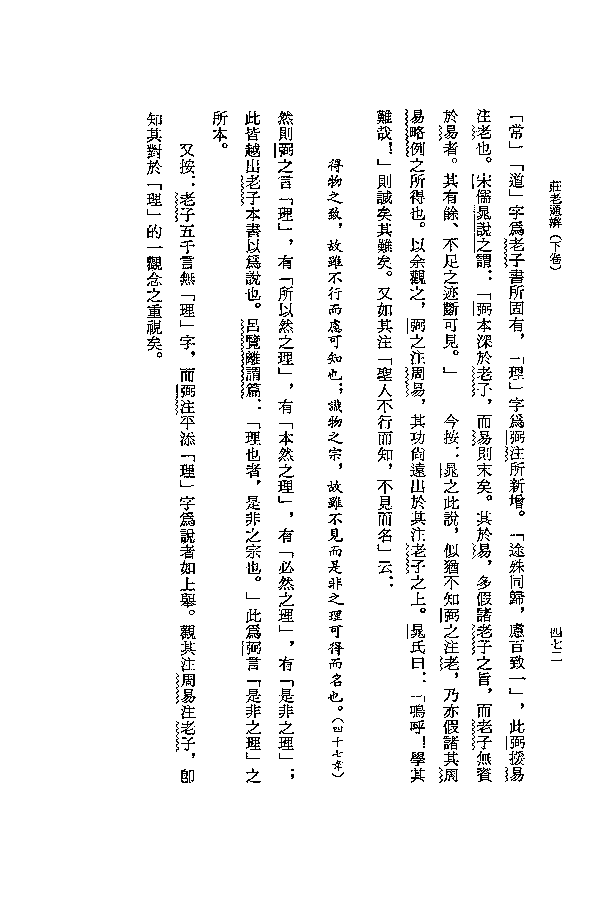 莊老通辨（下卷）
四七二
「常」「道」字爲老子書所固有，「理」字爲弼注所新增。「途殊同歸，慮百致一」，此弼援易
注老也。宋儒晁說之謂：「弼本深於老子，而易則末矣。其於易，多假諸老子之旨，而老子無資
於易者。其有餘、不足之迹斷可見。」　今按：晁之此說，似猶不知弼之注老，乃亦假諸其周
易略例之所得也。以余觀之，弼之注周易，其功尚遠出於其注老子之上。晁氏曰：「嗚呼！學其
難哉！」則誠矣其難矣。又如其注「聖人不行而知，不見而名」云：
得物之致，故雖不行而慮可知也；識物之宗，故雖不見而是非之理可得而名也。（四十七章）
然則弼之言「理」，有「所以然之理」，有「本然之理」，有「必然之理」，有「是非之理」；
此皆越出老子本書以爲說也。呂覽離謂篇：「理也者，是非之宗也。」此爲弼言「是非之理」之
所本。
又按：老子五千言無「理」字，而弼注平添「理」字爲說者如上舉。觀其注周易注老子，卽
知其對於「理」的一觀念之重視矣。